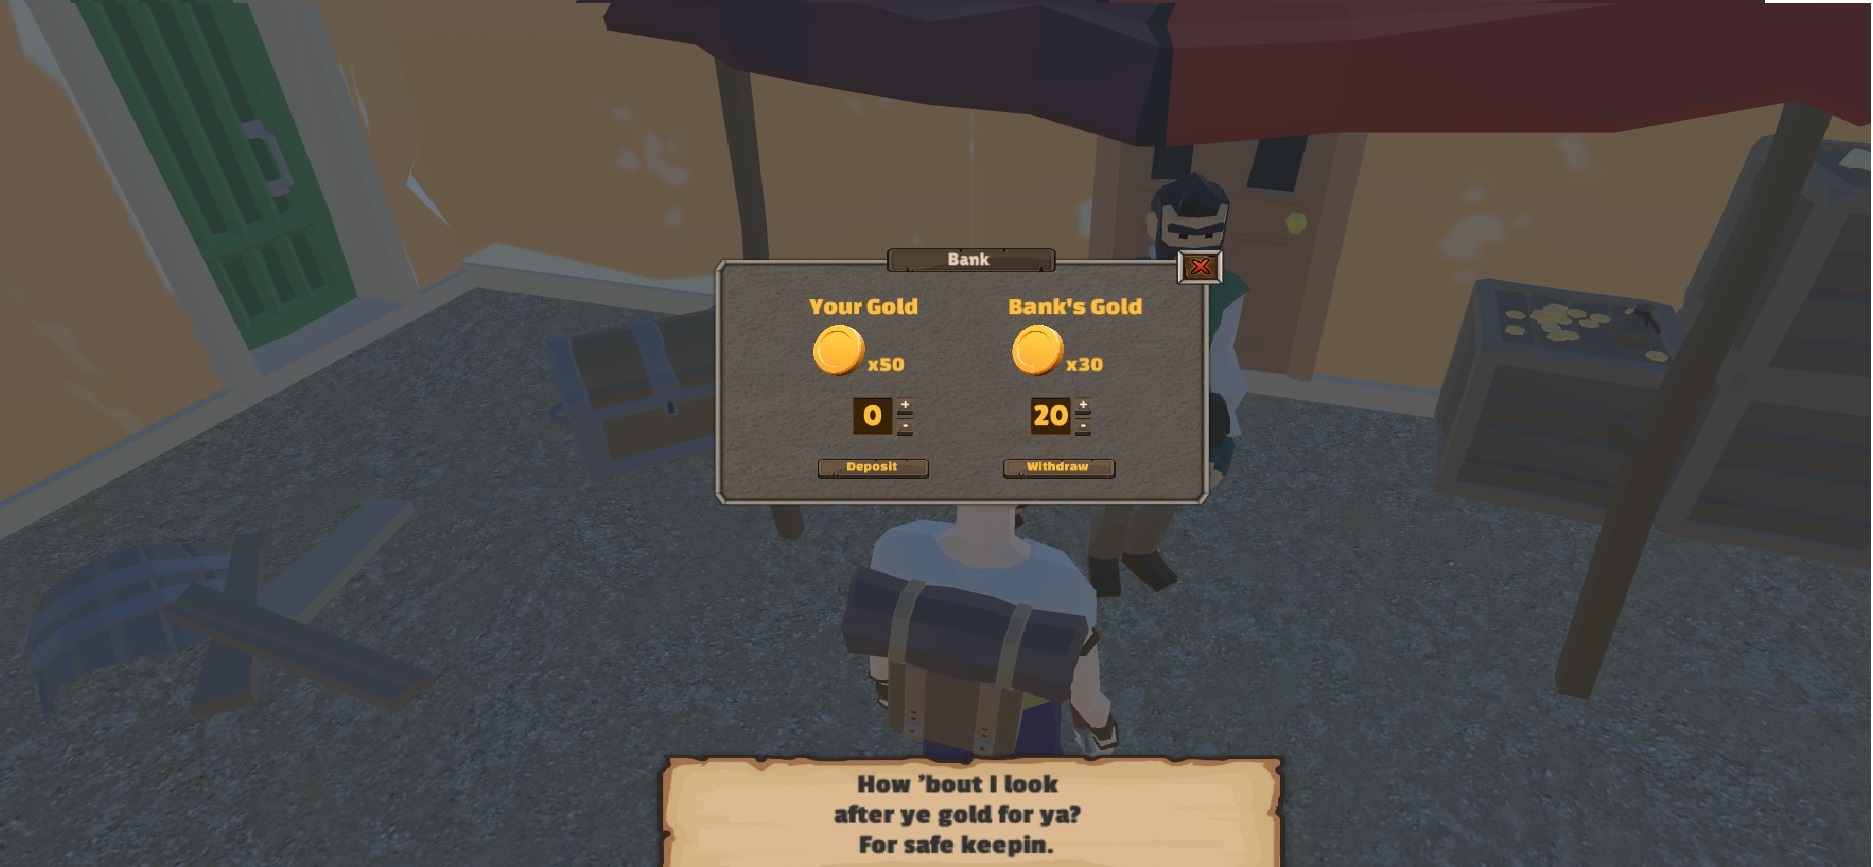 Bank
Your Gold
Bank's Gold
x50
x30
0
+
-
20
+
-
Deposit
Withdraw
How 'bout I look
after ye gold for ya?
For safe keepin.